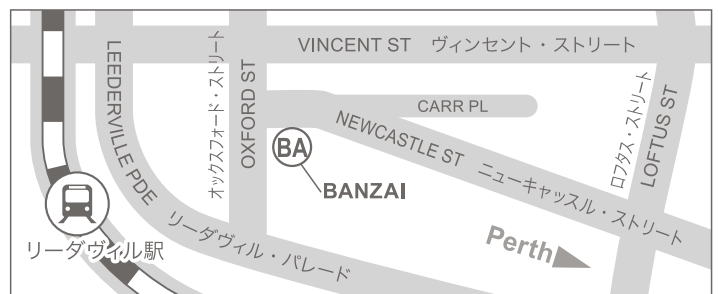 VINCENT ST ヴィンセント・ストリート
LEEDERVILLE PDE
リーダヴィル・パレード
オックスフォード・ストリート
OXFORD ST
CARR PL
NEWCASTLE ST ニューキャッスル・ストリート
ロフタス・ストリート
LOFTUS ST
BA
BANZAI
リーダヴィル駅
Perth